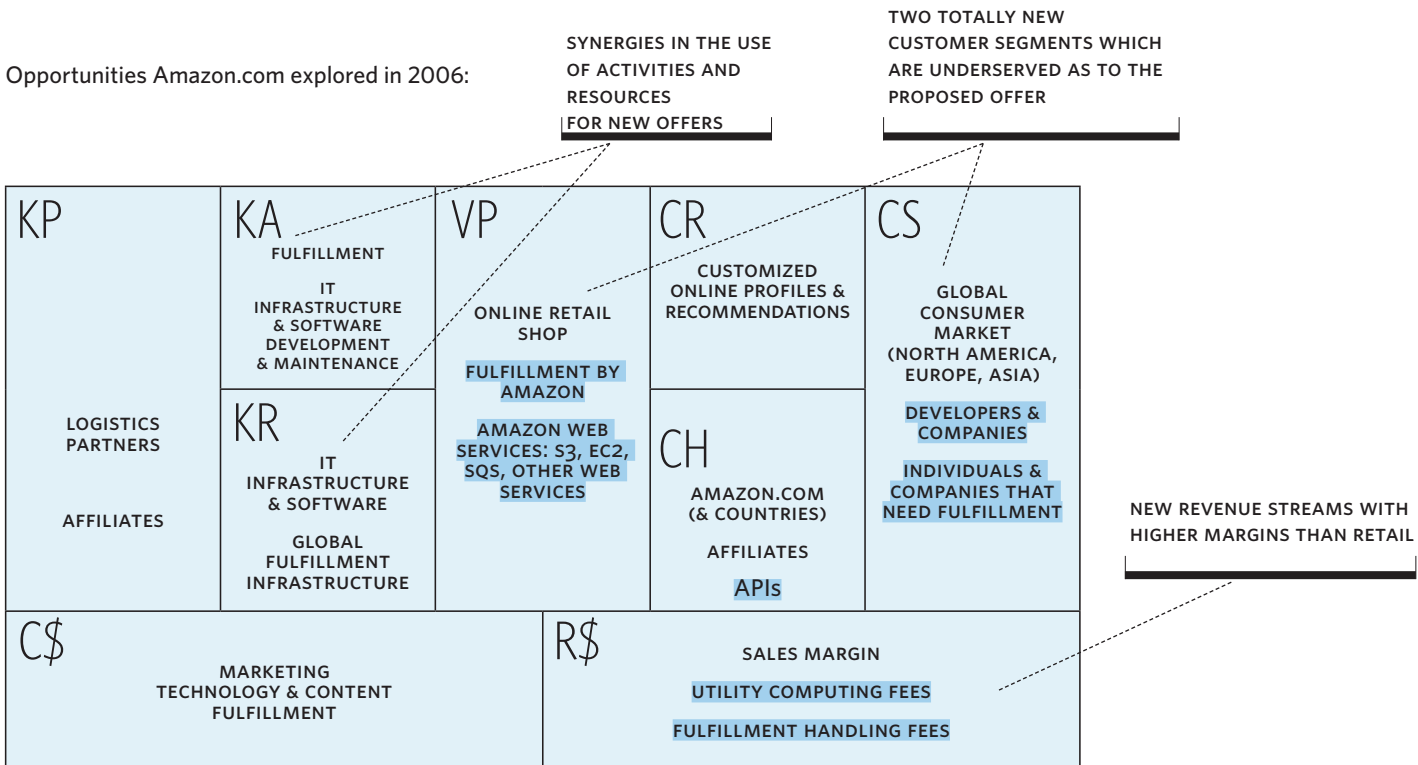 Opportunities Amazon.com explored in 2006:
SYNERGIES IN THE USE
OF ACTIVITIES AND
RESOURCES
FOR NEW OFFERS
TWO TOTALLY NEW
CUSTOMER SEGMENTS WHICH
ARE UNDERSERVED AS TO THE
PROPOSED OFFER
KP
LOGISTICS
PARTNERS
AFFILIATES
KA
FULFILLMENT
IT
INFRASTRUCTURE
& SOFTWARE
DEVELOPMENT
& MAINTENANCE
KR
IT
INFRASTRUCTURE
& SOFTWARE
GLOBAL
FULFILLMENT
INFRASTRUCTURE
VP
ONLINE RETAIL
SHOP
FULFILLMENT BY
AMAZON
AMAZON WEB
SERVICES: S3, EC2,
SQS, OTHER WEB
SERVICES
CR
CUSTOMIZED
ONLINE PROFILES &
RECOMMENDATIONS
CH
AMAZON.COM
(& COUNTRIES)
AFFILIATES
APIs
CS
GLOBAL
CONSUMER
MARKET
(NORTH AMERICA,
EUROPE, ASIA)
DEVELOPERS &
COMPANIES
INDIVIDUALS &
COMPANIES THAT
NEED FULFILLMENT
NEW REVENUE STREAMS WITH
HIGHER MARGINS THAN RETAIL
C$
MARKETING
TECHNOLOGY & CONTENT
FULFILLMENT
R$
SALES MARGIN
UTILITY COMPUTING FEES
FULFILLMENT HANDLING FEES